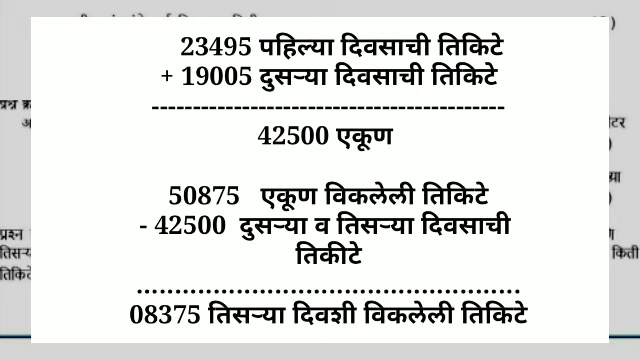 23495 पहिल्या दिवसाची तिकिटे
+ 19005 दुसऱ्या दिवसाची तिकिटे
-------------------------------------------
42500 एकूण
50875 एकूण विकलेली तिकिटे
- 42500 दुसऱ्या व तिसऱ्या दिवसाची
तिकीटे
...................................................
08375 तिसऱ्या दिवशी विकलेली तिकिटे
प्रश्न
किती